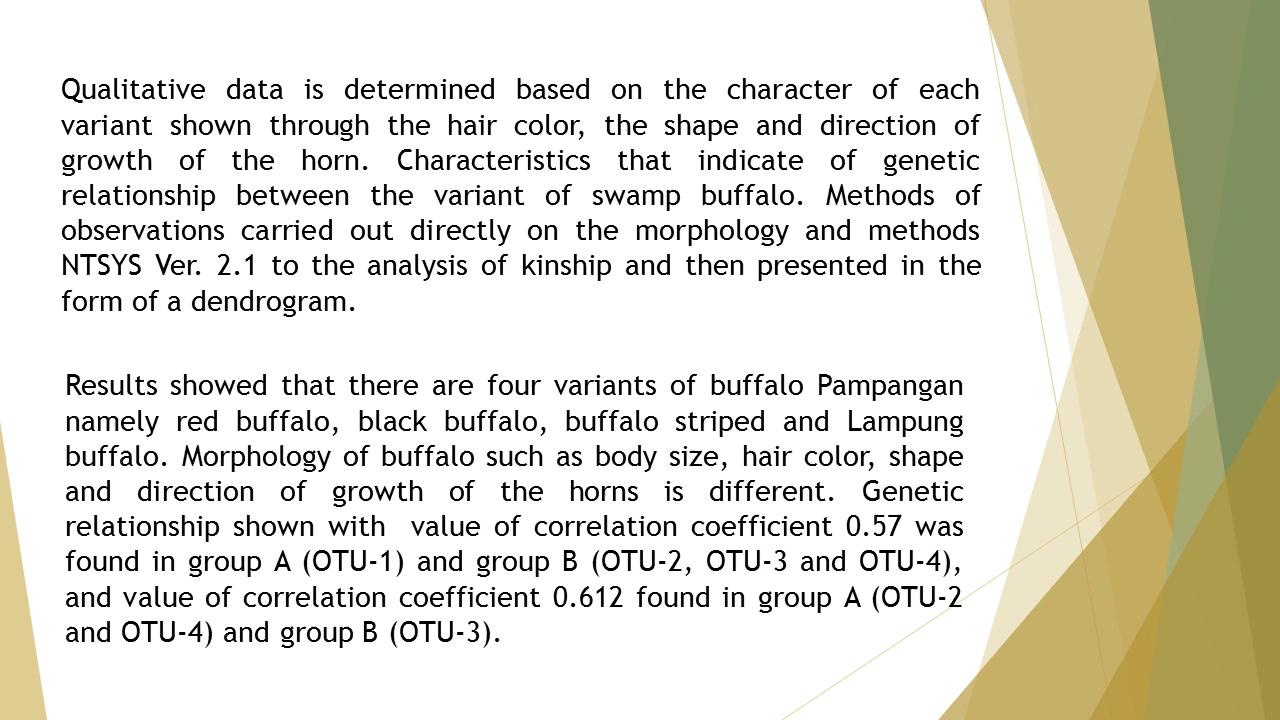 Qualitative data is determined based on the character of each
variant shown through the hair color, the shape and direction of
growth of the horn. Characteristics that indicate of genetic
relationship between the variant of swamp buffalo. Methods of
observations carried out directly on the morphology and methods
NTSYS Ver. 2.1 to the analysis of kinship and then presented in the
form of a dendrogram.
Results showed that there are four variants of buffalo Pampangan
namely red buffalo, black buffalo, buffalo striped and Lampung
buffalo. Morphology of buffalo such as body size, hair color, shape
and direction of growth of the horns is different. Genetic
relationship shown with value of correlation coefficient 0.57 was
found in group A (OTU-1) and group B (OTU-2, OTU-3 and OTU-4),
and value of correlation coefficient 0.612 found in group A (OTU-2
and OTU-4) and group B (OTU-3).